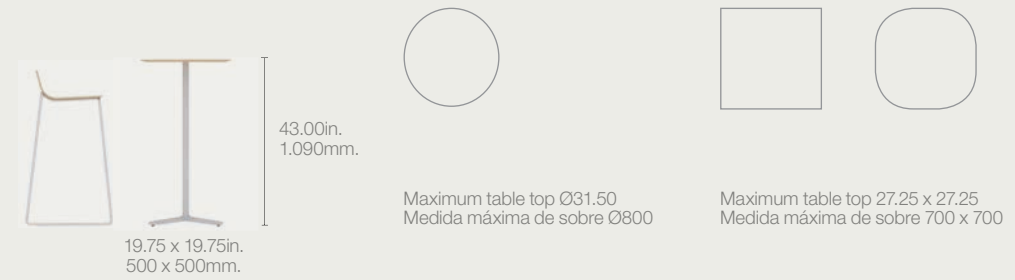 43.00in.
1.090mm.
19.75 x 19.75in.
500 x 500mm.
Maximum table top Ø31.50
Medida máxima de sobre Ø800
Maximum table top 27.25 x 27.25
Medida máxima de sobre 700 x 700